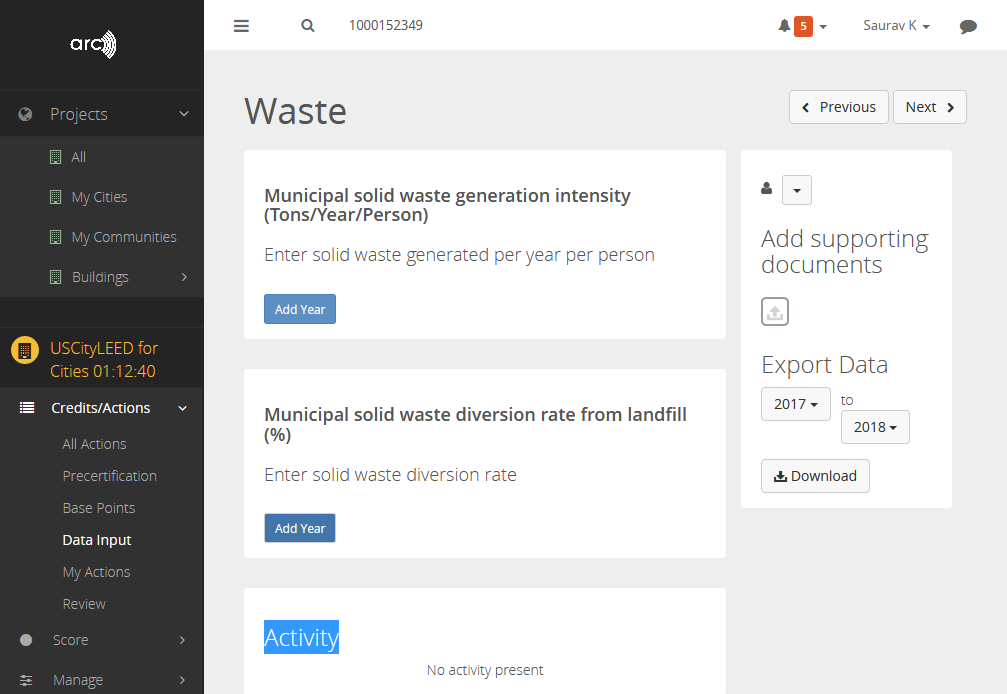 arc
1000152349
5
Saurav K
Projects
All
My Cities
My Communities
Buildings
USCityLEED for
Cities 01:12:40
Credits/Actions
All Actions
Precertification
Base Points
Data Input
My Actions
Review
Score
Manage
Waste
Previous
Next
Municipal solid waste generation intensity
(Tons/Year/Person)
Enter solid waste generated per year per person
Add Year
Municipal solid waste diversion rate from landfill
(%)
Enter solid waste diversion rate
Add Year
Activity
No activity present
Add supporting
documents
Export Data
2017
to
2018
Download